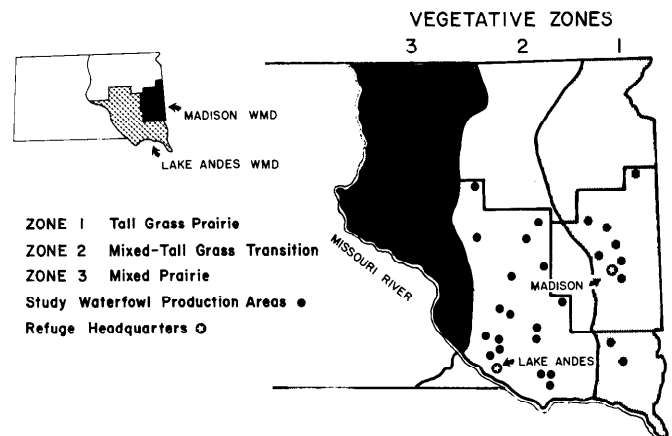 VEGETATIVE ZONES
3 2 1
MADISON WMD
LAKE ANDES WMD
ZONE 1 Tall Grass Prairie
ZONE 2 Mixed-Tall Grass Transition
ZONE 3 Mixed Prairie
Study Waterfowl Production Areas
Refuge Headquarters
MISSOURI RIVER
MADISON
LAKE ANDES